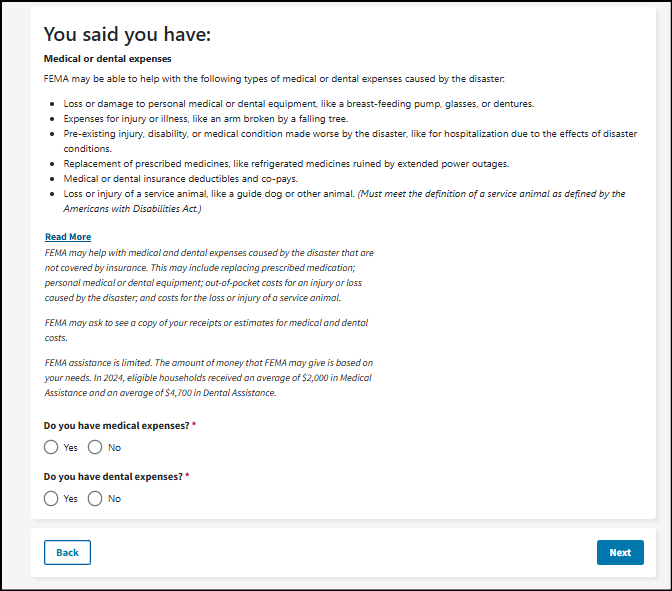 You said you have:
Medical or dental expenses
FEMA may be able to help with the following types of medical or dental expenses caused by the disaster:
• Loss or damage to personal medical or dental equipment, like a breast-feeding pump, glasses, or dentures.
• Expenses for injury or illness, like an arm broken by a falling tree.
• Pre-existing injury, disability, or medical condition made worse by the disaster, like for hospitalization due to the effects of disaster
conditions.
• Replacement of prescribed medicines, like refrigerated medicines ruined by extended power outages.
• Medical or dental insurance deductibles and co-pays.
• Loss or injury of a service animal, like a guide dog or other animal. (Must meet the definition of a service animal as defined by the
Americans with Disabilities Act.)
Read More
FEMA may help with medical and dental expenses caused by the disaster that are
not covered by insurance. This may include replacing prescribed medication;
personal medical or dental equipment; out-of-pocket costs for an injury or loss
caused by the disaster; and costs for the loss or injury of a service animal.
FEMA may ask to see a copy of your receipts or estimates for medical and dental
costs.
FEMA assistance is limited. The amount of money that FEMA may give is based on
your needs. In 2024, eligible households received an average of $2,000 in Medical
Assistance and an average of $4,700 in Dental Assistance.
Do you have medical expenses? *
Yes No
Do you have dental expenses? *
Yes No
Back Next